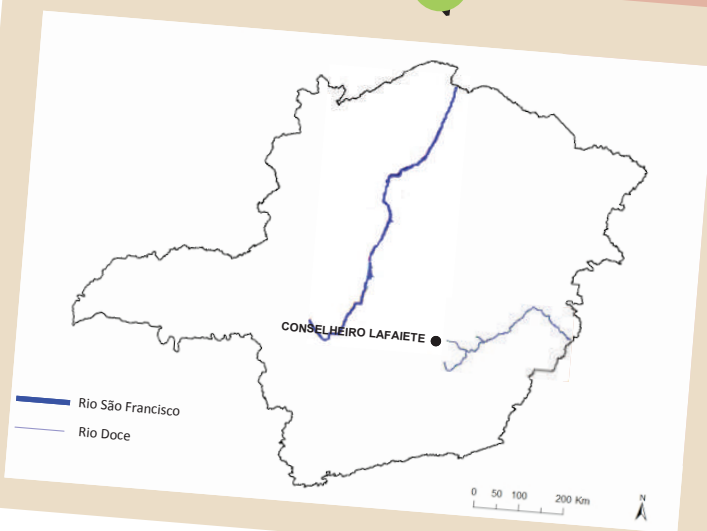 CONSELHEIRO LAFAIETE
Rio São Francisco
Rio Doce
0 50 100 200 Km
N